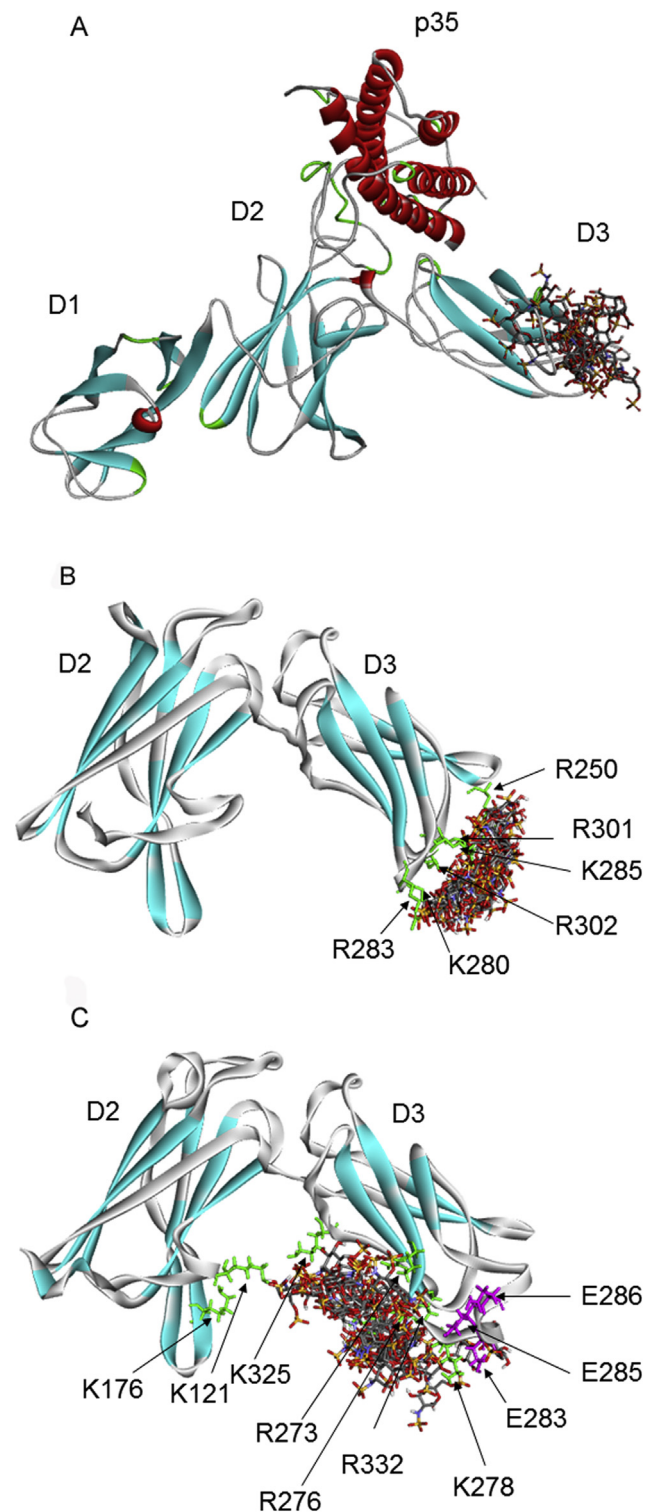 A
p35
D2
D3
D1
B
D2
D3
R250
R301
K285
R302
R283
K280
C
D2
D3
E286
E285
K176
K121
K325
E283
R273
R332
K278
R276